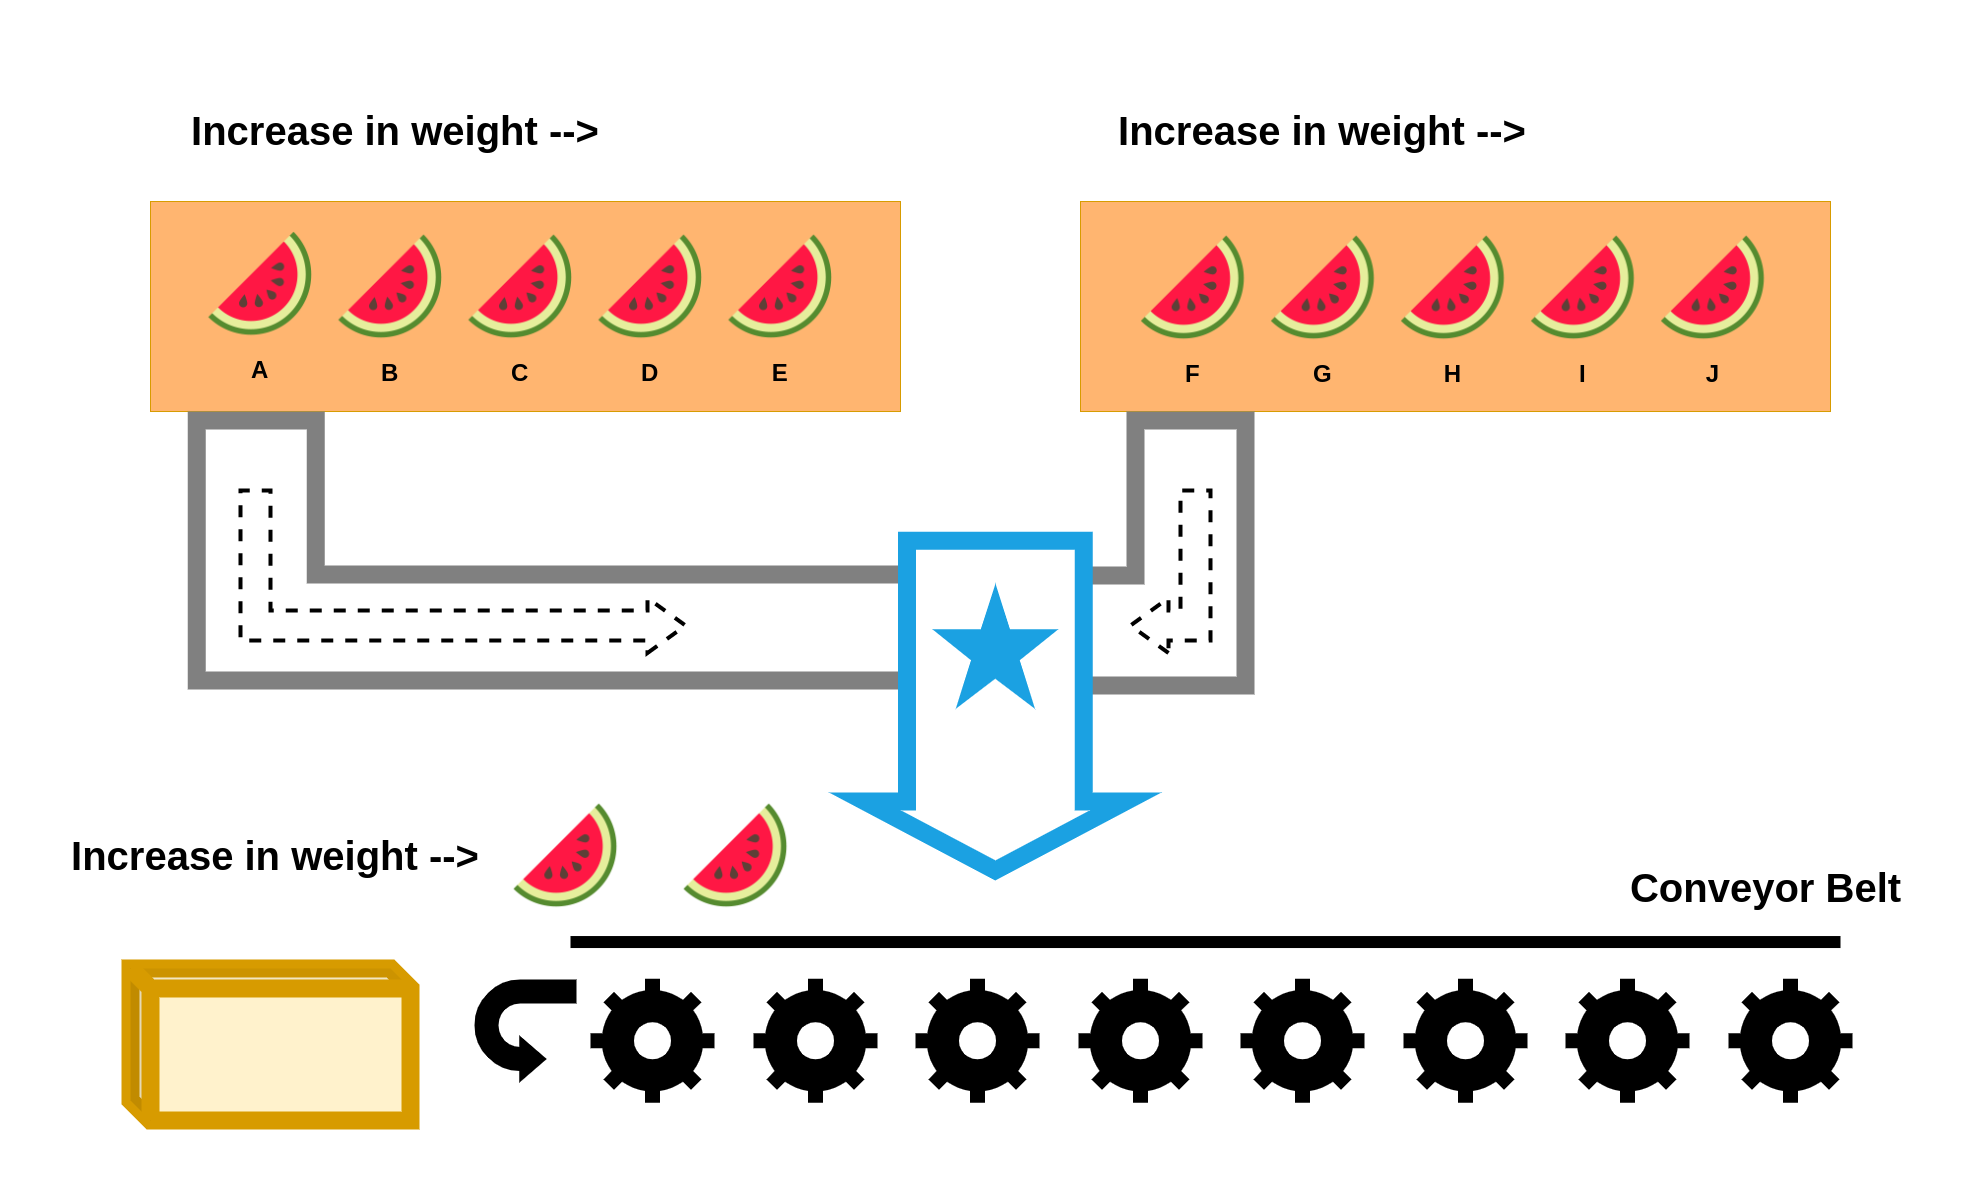 Increase in weight -->
Increase in weight -->
A B C D E
F G H I J
Increase in weight -->
Conveyor Belt